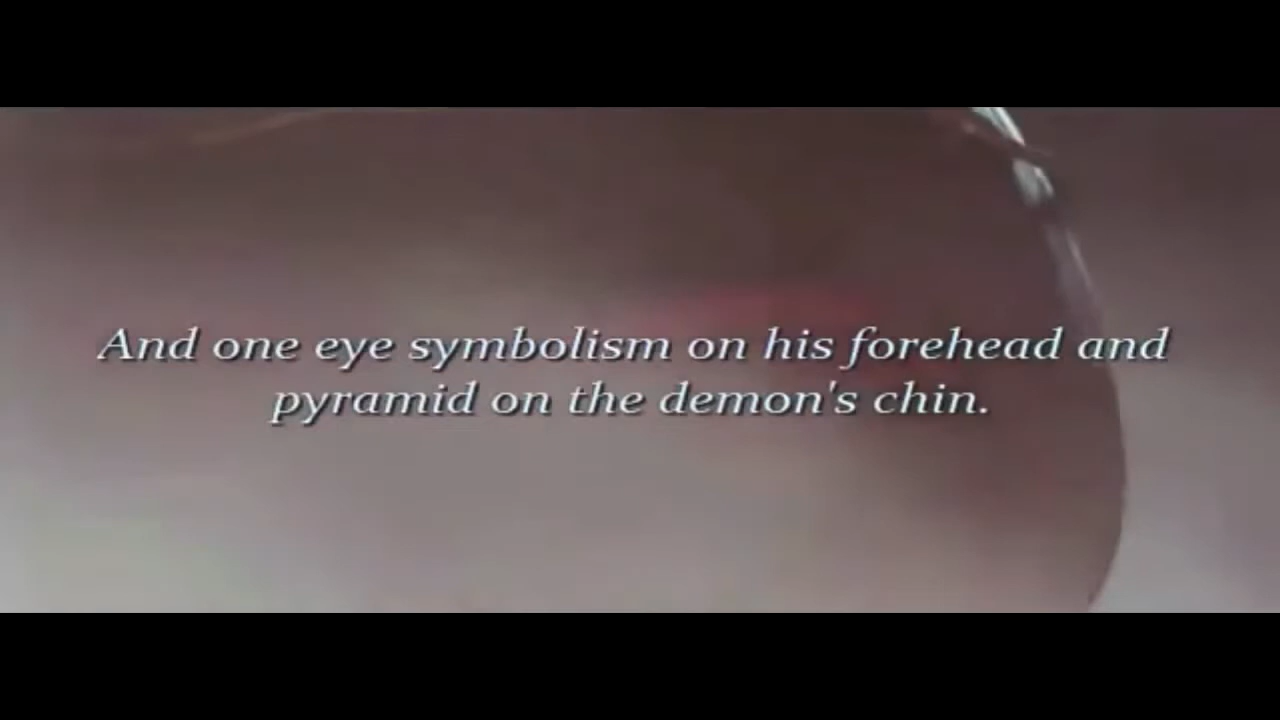 And one eye symbolism on his forehead and
pyramid on the demon's chin.